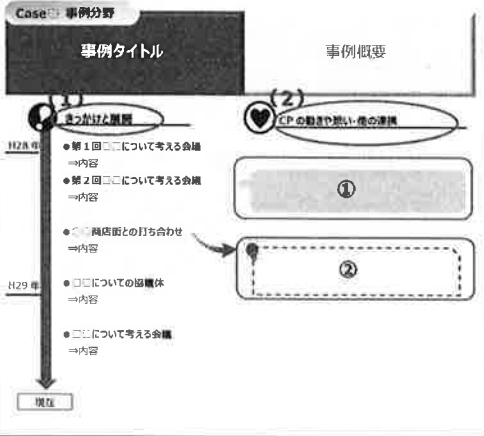 Case 事例分野
事例タイトル
事例概要
(1)
きっかけと展開
(2)
CPの動きや想い・他の連携
H28年
●第1回□□について考える会議
⇒内容
●第2回□□について考える会議
⇒内容
①
●○○商店街との打ち合わせ
⇒内容
②
H29年
●□□についての協議体
⇒内容
●□□について考える会議
⇒内容
現在